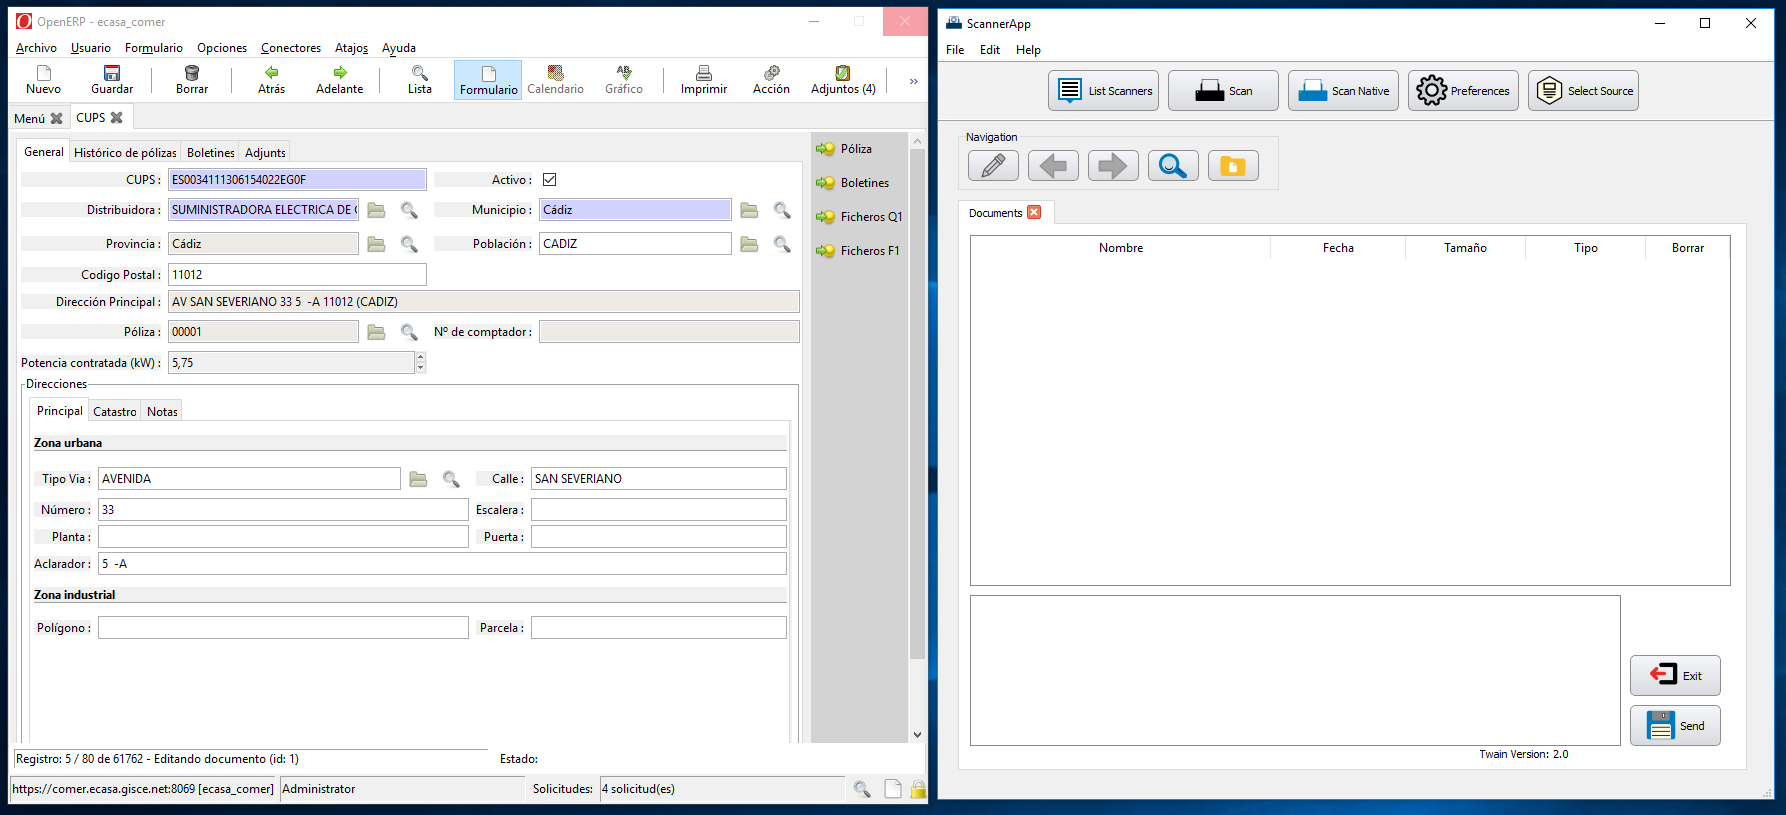 OpenERP - ecasa_comer
Archivo Usuario Formulario Opciones Conectores Atajos Ayuda
Nuevo Guardar Borrar Atrás Adelante Lista Formulario Calendario Gráfico Imprimir Acción Adjuntos (4) »
Menú CUPS
General Histórico de pólizas Boletines Adjunts
CUPS : ES0034111306154022EG0F Activo :
Distribuidora : SUMINISTRADORA ELECTRICA DE Municipio : Cádiz
Provincia : Cádiz Población : CADIZ
Codigo Postal : 11012
Dirección Principal : AV SAN SEVERIANO 33 5 -A 11012 (CADIZ)
Póliza : 00001 Nº de comptador :
Potencia contratada (kW) : 5,75
Direcciones
Principal Catastro Notas
Zona urbana
Tipo Via : AVENIDA Calle : SAN SEVERIANO
Número : 33 Escalera :
Planta : Puerta :
Aclarador : 5 -A
Zona industrial
Polígono : Parcela :
Póliza
Boletines
Ficheros Q1
Ficheros F1
Registro: 5 / 80 de 61762 - Editando documento (id: 1) Estado:
https://comer.ecasa.gisce.net:8069 [ecasa_comer] Administrator Solicitudes: 4 solicitud(es)
ScannerApp
File Edit Help
List Scanners Scan Scan Native Preferences Select Source
Navigation
Documents
Nombre Fecha Tamaño Tipo Borrar
Exit
Send
Twain Version: 2.0